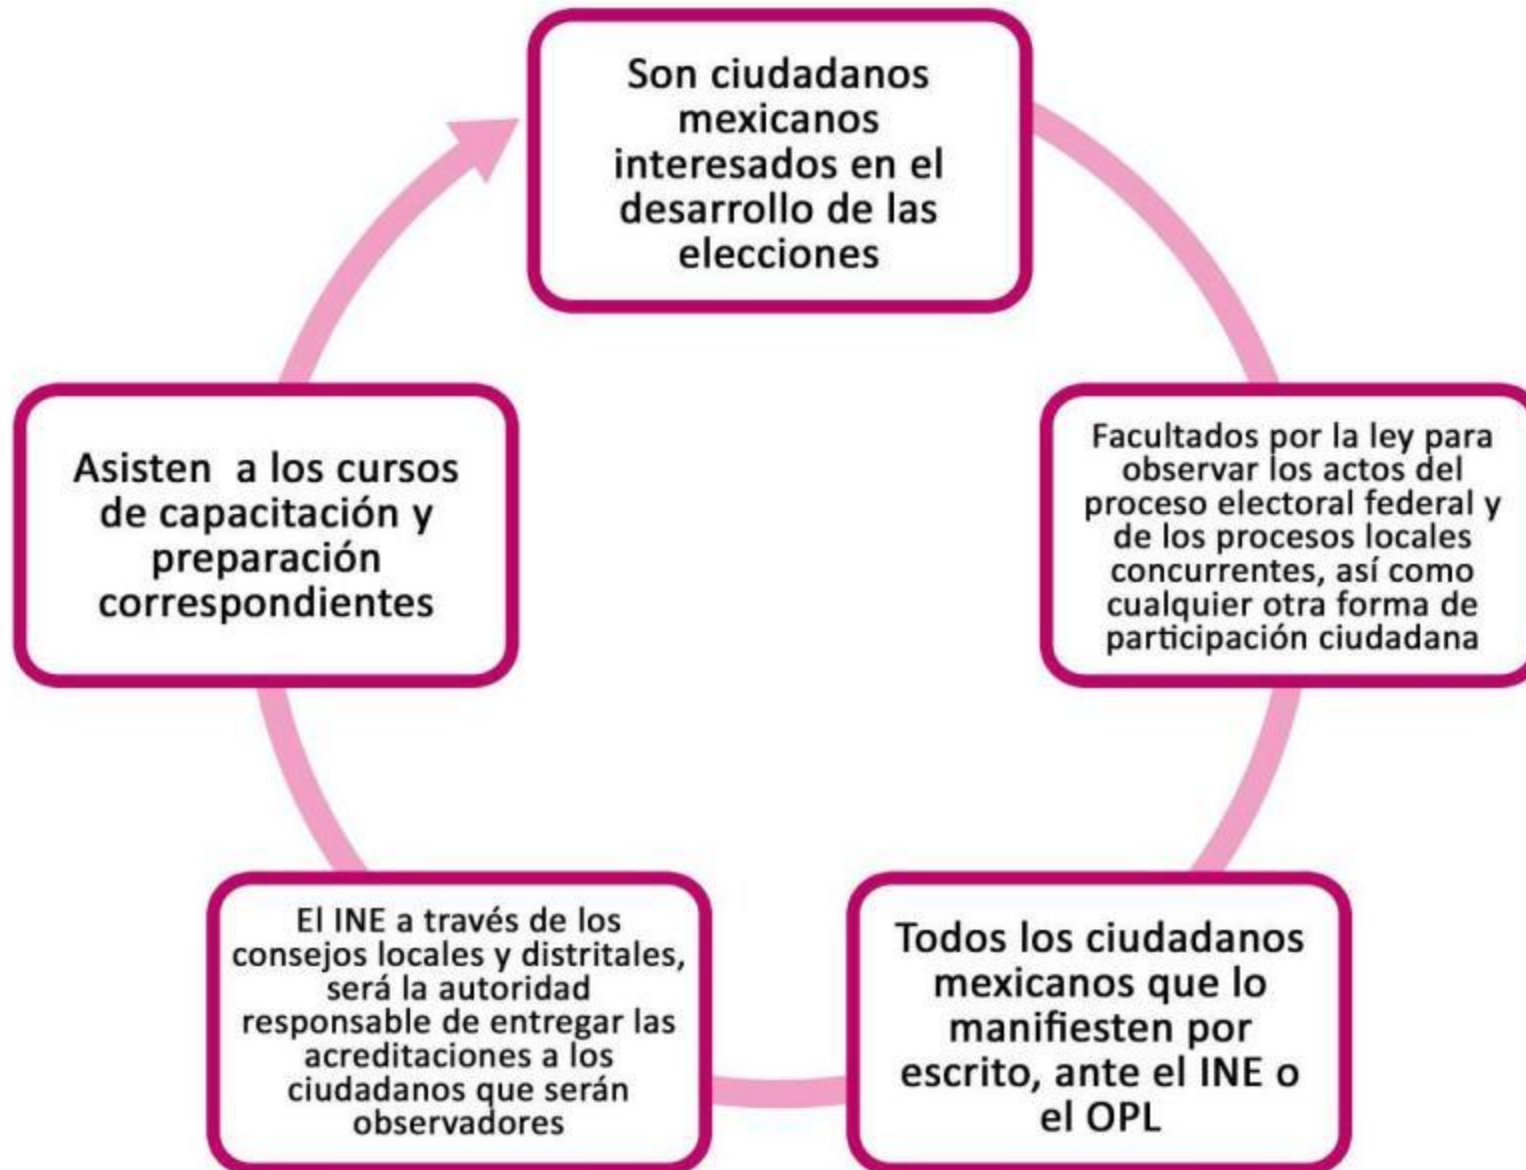 Son ciudadanos
mexicanos
interesados en el
desarrollo de las
elecciones
Facultados por la ley para
observar los actos del
proceso electoral federal y
de los procesos locales
concurrentes, así como
cualquier otra forma de
participación ciudadana
Todos los ciudadanos
mexicanos que lo
manifiesten por
escrito, ante el INE o
el OPL
El INE a través de los
consejos locales y distritales,
será la autoridad
responsable de entregar las
acreditaciones a los
ciudadanos que serán
observadores
Asisten a los cursos
de capacitación y
preparación
correspondientes